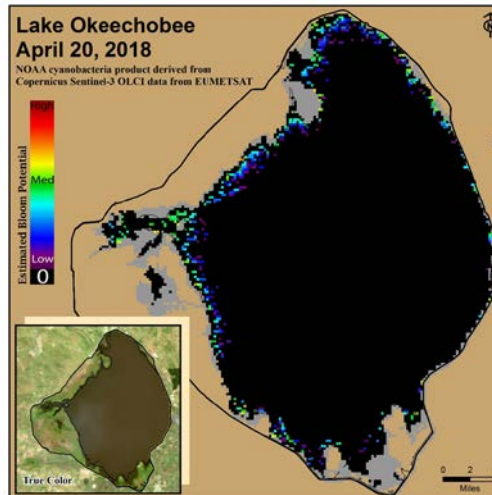 Lake Okeechobee
April 20, 2018
NOAA cyanobacteria product derived from
Copernicus Sentinel-3 OLCI data from EUMETSAT
High
Med
Low
0
Estimated Bloom Potential
True Color
0 2
Miles